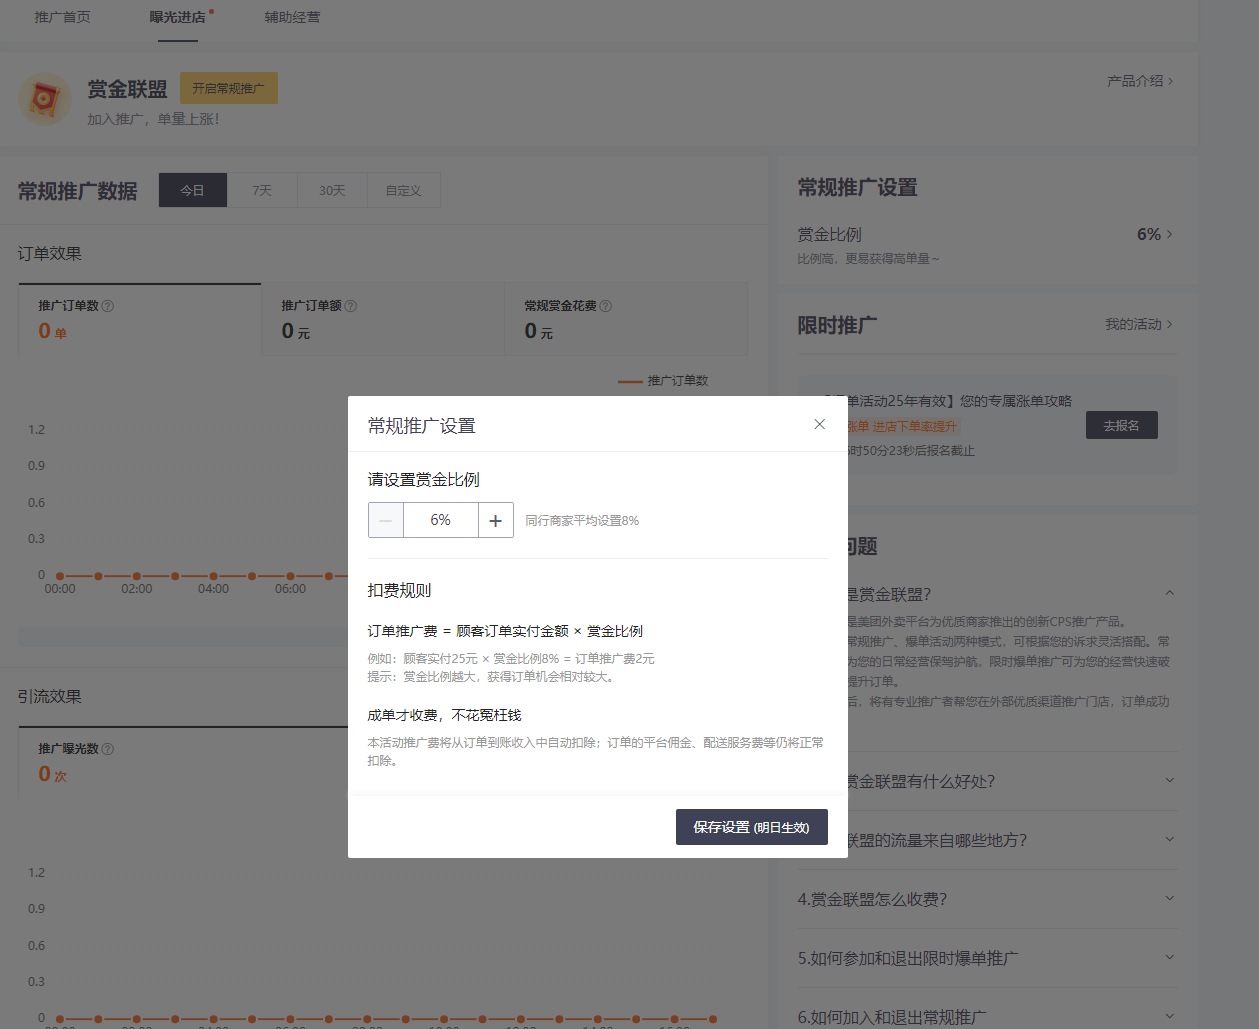 推广首页
曝光进店
辅助经营
赏金联盟
开启常规推广
加入推广，单量上涨！
产品介绍
常规推广数据
今日
7天
30天
自定义
订单效果
推广订单数
0 单
推广订单额
0 元
常规赏金花费
0 元
推广订单数
1.2
0.9
0.6
0.3
0
00:00
02:00
04:00
06:00
引流效果
推广曝光数
0 次
1.2
0.9
0.6
0.3
0
常规推广设置
赏金比例
6%
比例高，更易获得高单量~
限时推广
我的活动
单活动25年有效】您的专属涨单攻略
涨单 进店下单率提升
时50分23秒后报名截止
去报名
问题
是赏金联盟?
是美团外卖平台为优质商家推出的创新CPS推广产品。
常规推广、爆单活动两种模式，可根据您的诉求灵活搭配。常
为您的日常经营保驾护航，限时爆单推广可为您的经营快速破
提升订单。
后，将有专业推广者帮您在外部优质渠道推广门店，订单成功
赏金联盟有什么好处?
联盟的流量来自哪些地方?
4.赏金联盟怎么收费?
5.如何参加和退出限时爆单推广
6.如何加入和退出常规推广
常规推广设置
请设置赏金比例
6%
同行商家平均设置8%
扣费规则
订单推广费 = 顾客订单实付金额 × 赏金比例
例如：顾客实付25元 × 赏金比例8% = 订单推广费2元
提示：赏金比例越大，获得订单机会相对较大。
成单才收费，不花冤枉钱
本活动推广费将从订单到账收入中自动扣除；订单的平台佣金、配送服务费等仍将正常
扣除。
保存设置 (明日生效)